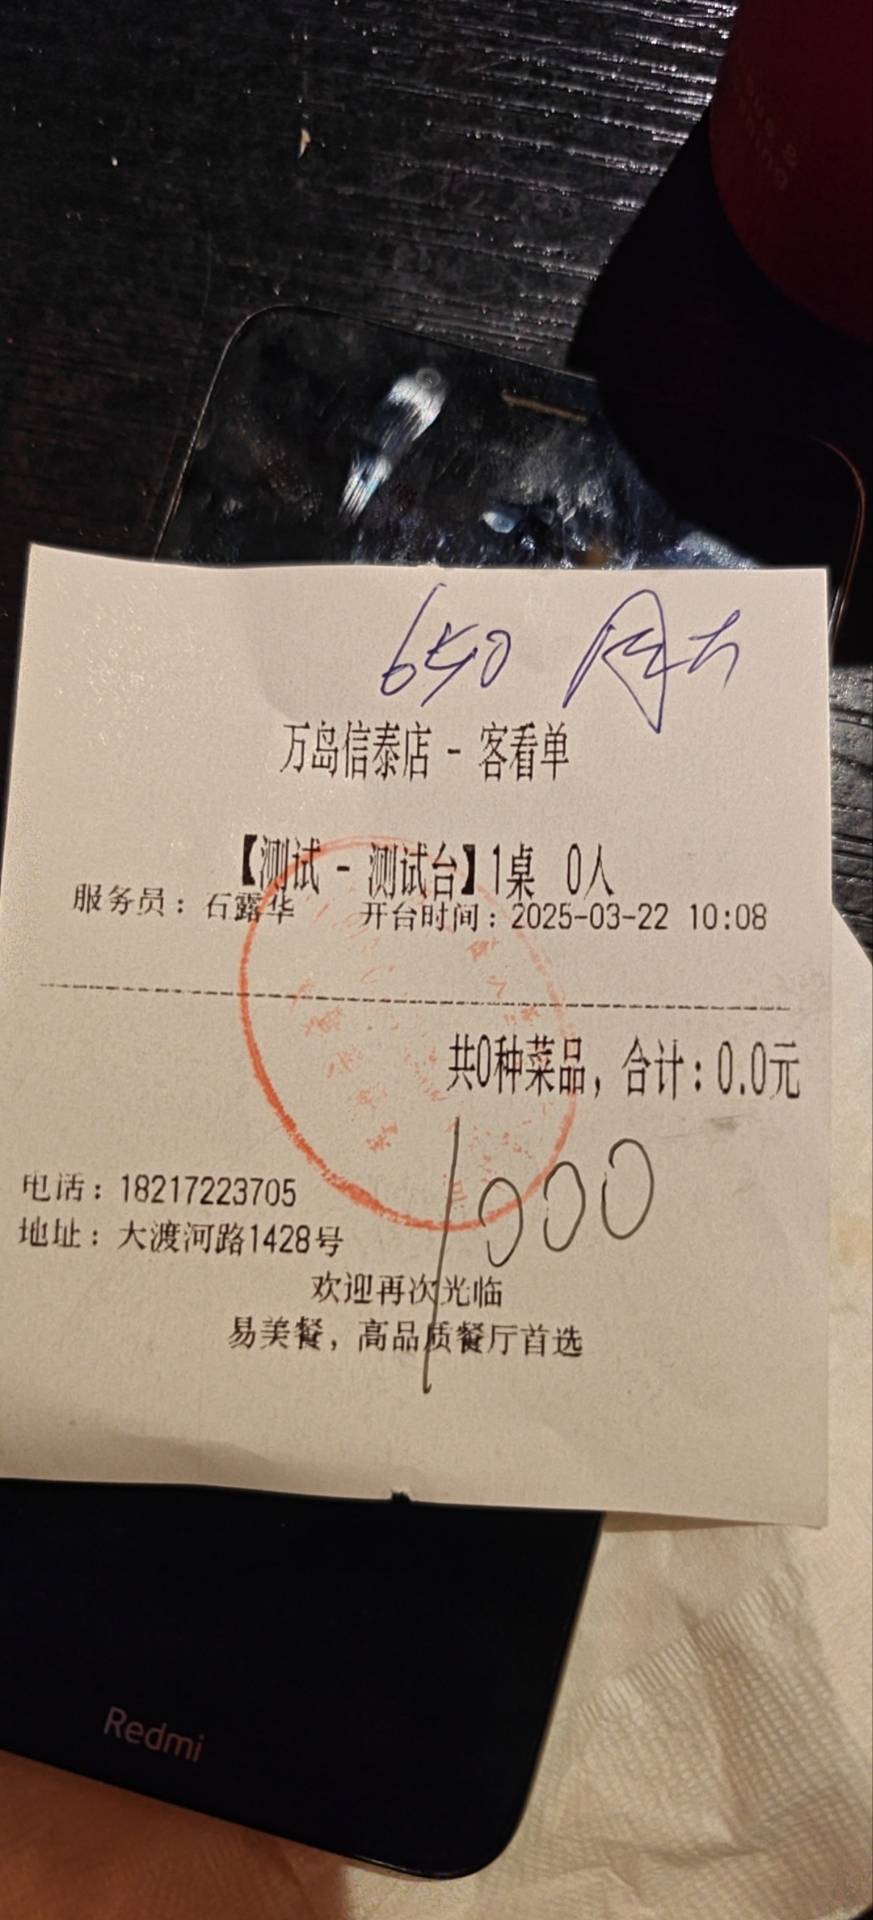 650
万岛信泰店 - 客看单
【测试 - 测试台】1桌 0人
服务员：石露华 开台时间：2025-03-22 10:08
共0种菜品，合计：0.0元
1000
电话：18217223705
地址：大渡河路1428号
欢迎再次光临
易美餐，高品质餐厅首选
Redmi